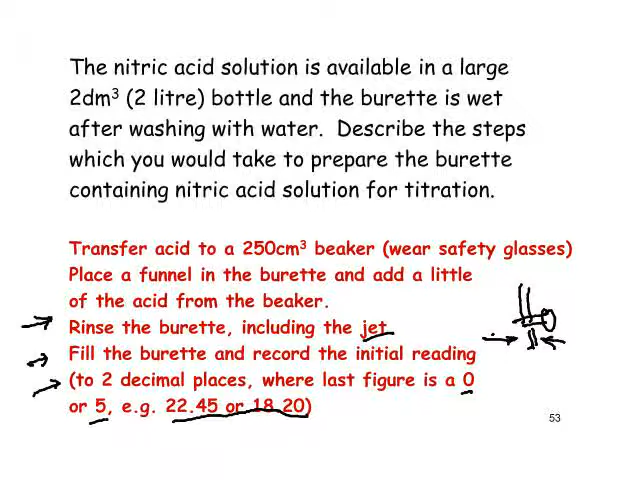 The nitric acid solution is available in a large
2dm³ (2 litre) bottle and the burette is wet
after washing with water. Describe the steps
which you would take to prepare the burette
containing nitric acid solution for titration.
Transfer acid to a 250cm³ beaker (wear safety glasses)
Place a funnel in the burette and add a little
of the acid from the beaker.
Rinse the burette, including the jet
Fill the burette and record the initial reading
(to 2 decimal places, where last figure is a 0
or 5, e.g. 22.45 or 18.20)
53